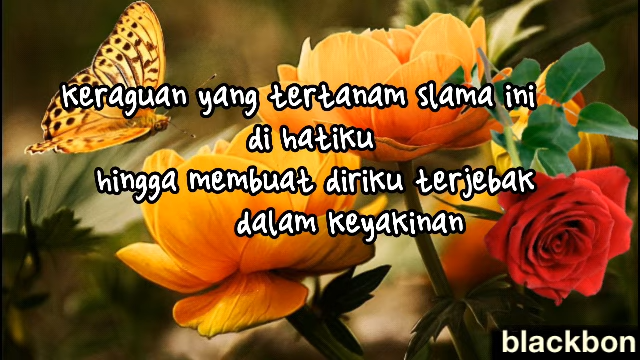 keraguan yang tertanam slama ini
di hatiku
hingga membuat diriku terjebak
dalam keyakinan
blackbon